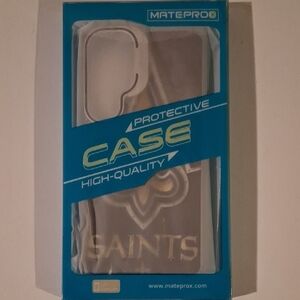 MATEPROX
PROTECTIVE
CASE
HIGH-QUALITY
SAINTS
www.mateprox.com